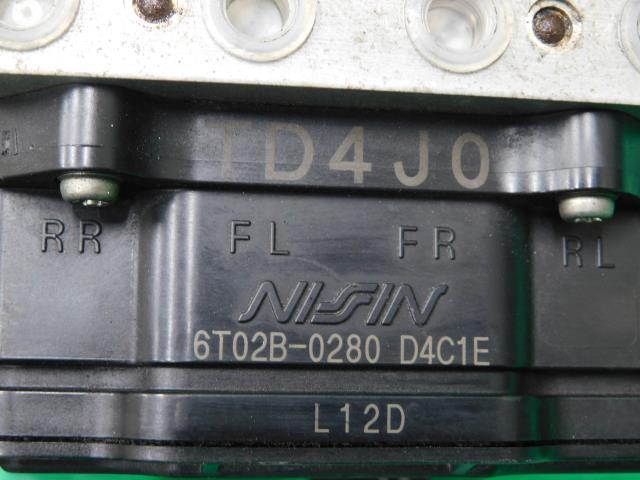 TD4J0
RR FL FR RL
NISSIN
6T02B-0280 D4C1E
L12D